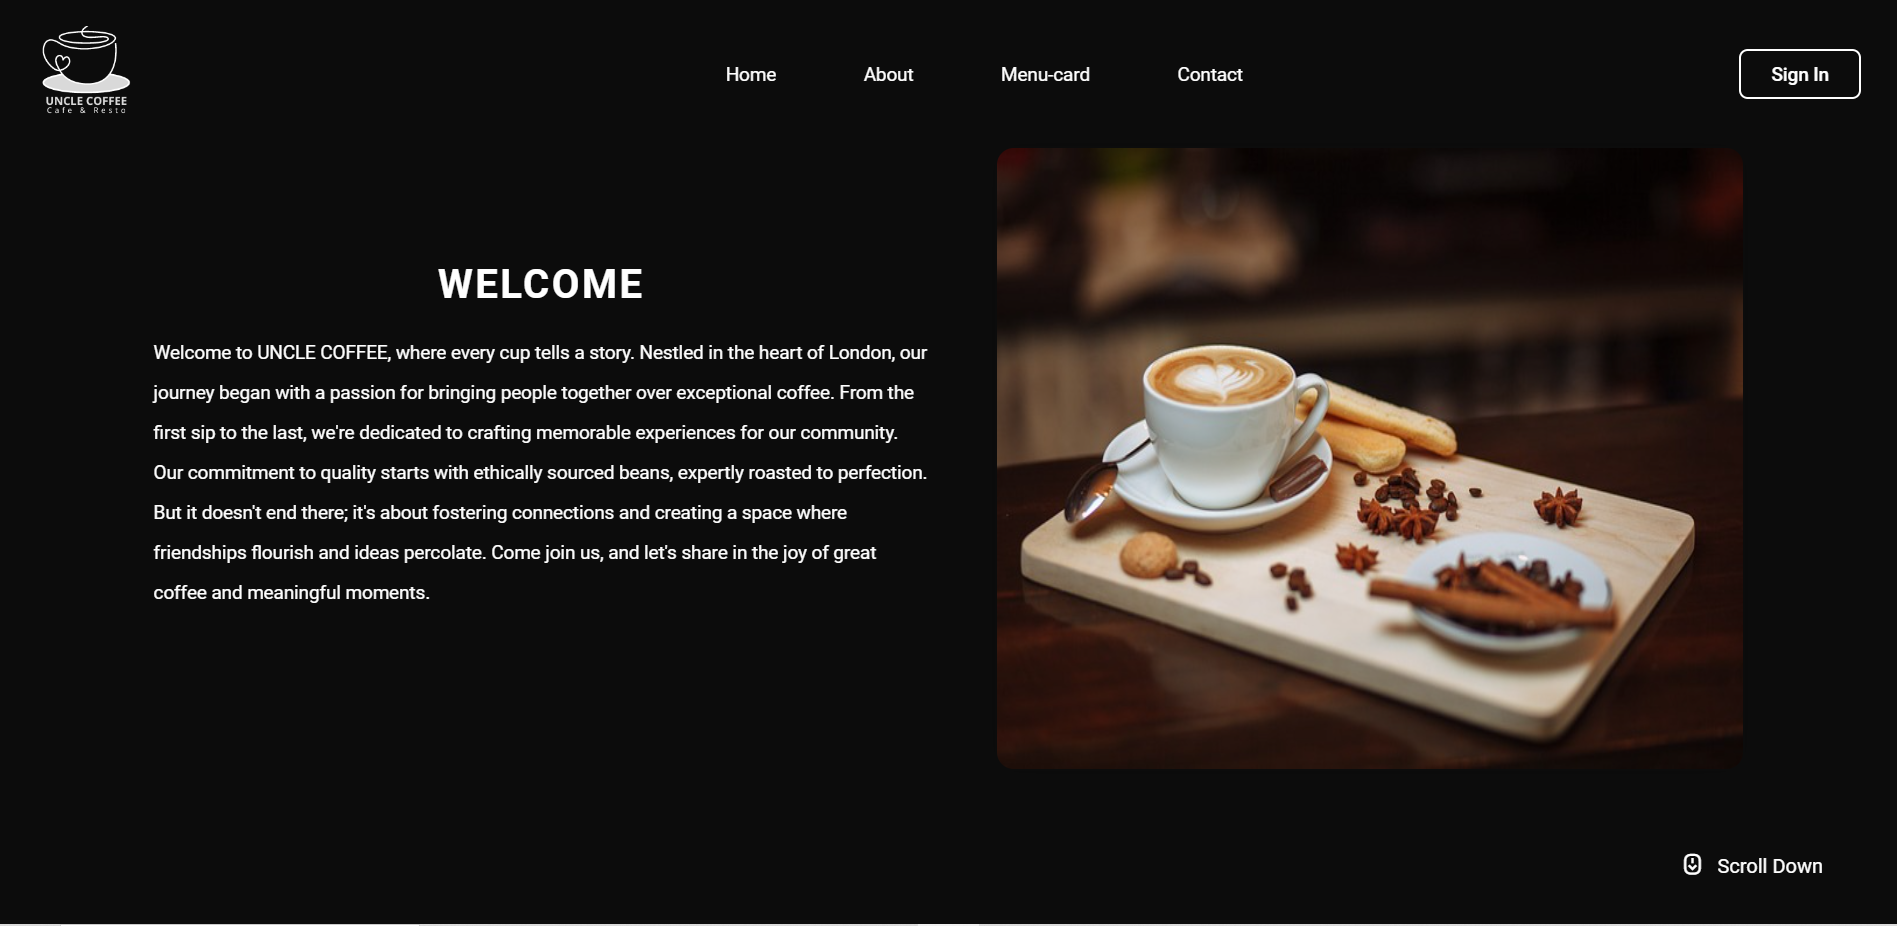 UNCLE COFFEE
Cafe & Resto
Home
About
Menu-card
Contact
Sign In
WELCOME
Welcome to UNCLE COFFEE, where every cup tells a story. Nestled in the heart of London, our
journey began with a passion for bringing people together over exceptional coffee. From the
first sip to the last, we're dedicated to crafting memorable experiences for our community.
Our commitment to quality starts with ethically sourced beans, expertly roasted to perfection.
But it doesn't end there; it's about fostering connections and creating a space where
friendships flourish and ideas percolate. Come join us, and let's share in the joy of great
coffee and meaningful moments.
Scroll Down